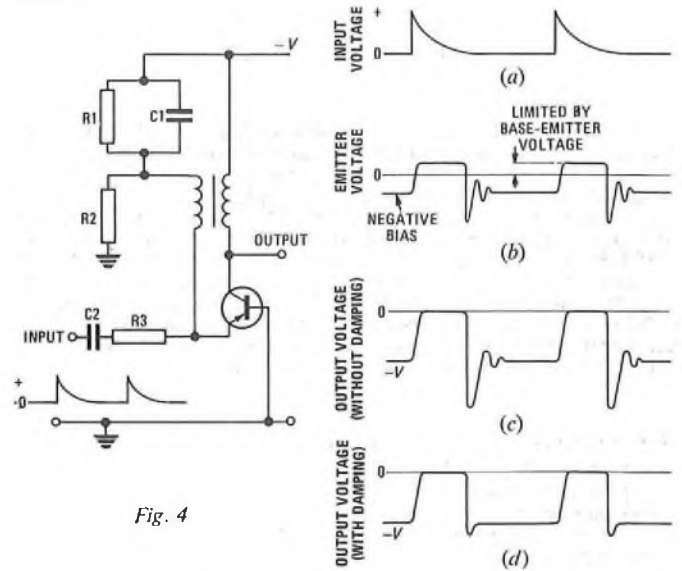 R1
C1
−V
R2
OUTPUT
C2
R3
INPUT
+
0
Fig. 4
INPUT VOLTAGE
+
0
(a)
EMITTER VOLTAGE
0
LIMITED BY
BASE-EMITTER
VOLTAGE
NEGATIVE
BIAS
(b)
OUTPUT VOLTAGE
(WITHOUT DAMPING)
0
−V
(c)
OUTPUT VOLTAGE
(WITH DAMPING)
0
−V
(d)